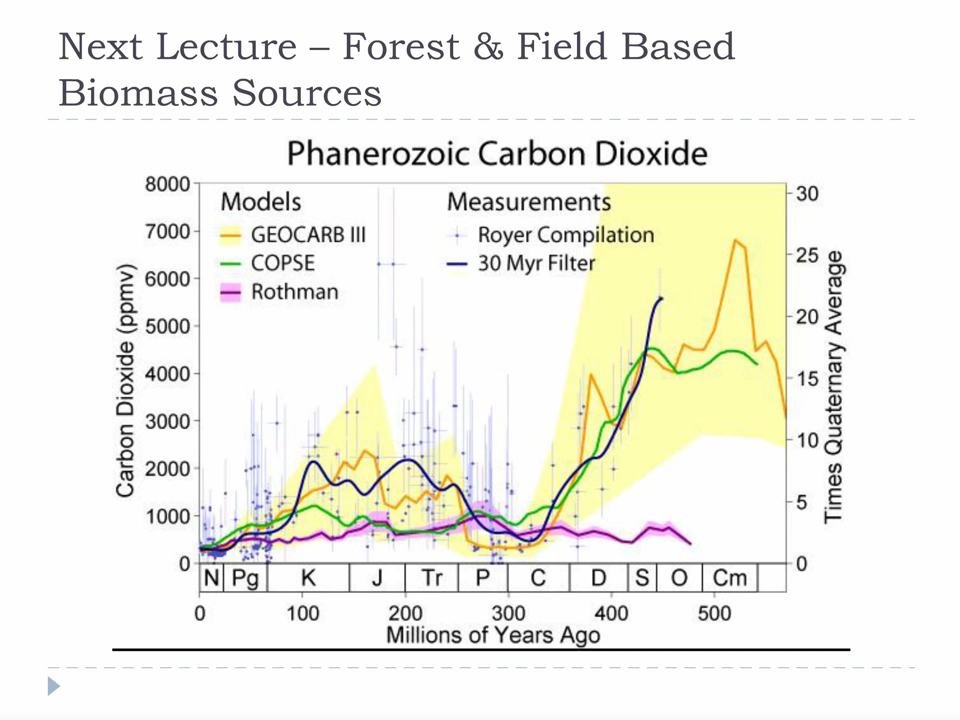 Next Lecture – Forest & Field Based
Biomass Sources
Phanerozoic Carbon Dioxide
Models
GEOCARB III
COPSE
Rothman
Measurements
Royer Compilation
30 Myr Filter
Carbon Dioxide (ppmv)
8000
7000
6000
5000
4000
3000
2000
1000
0
Times Quaternary Average
30
25
20
15
10
5
0
N Pg K J Tr P C D S O Cm
0 100 200 300 400 500
Millions of Years Ago